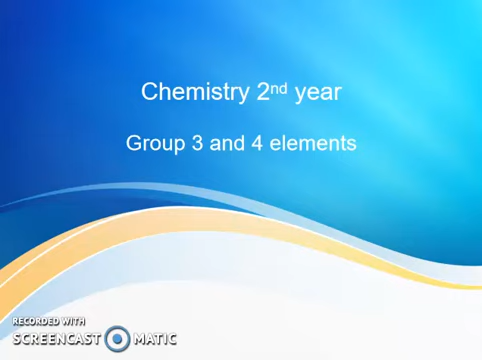 Chemistry 2nd year
Group 3 and 4 elements
RECORDED WITH
SCREENCAST MATIC